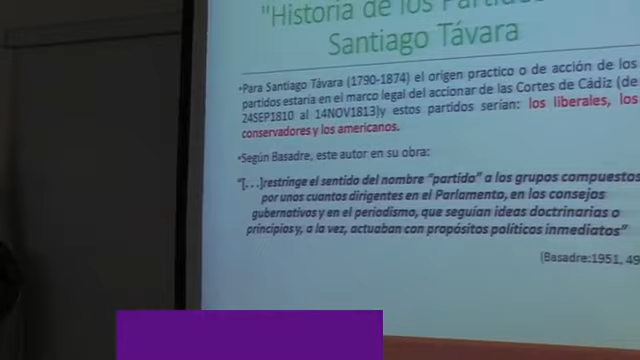 "Historia de los Partidos
Santiago Távara
•Para Santiago Távara (1790-1874) el origen practico o de acción de los
partidos estaría en el marco legal del accionar de las Cortes de Cádiz (de
24SEP1810 al 14NOV1813)y estos partidos serían: los liberales, los
conservadores y los americanos.
•Según Basadre, este autor en su obra:
"[...]restringe el sentido del nombre "partido" a los grupos compuestos
por unos cuantos dirigentes en el Parlamento, en los consejos
gubernativos y en el periodismo, que seguían ideas doctrinarias o
principios y, a la vez, actuaban con propósitos políticos inmediatos"
(Basadre:1951, 49